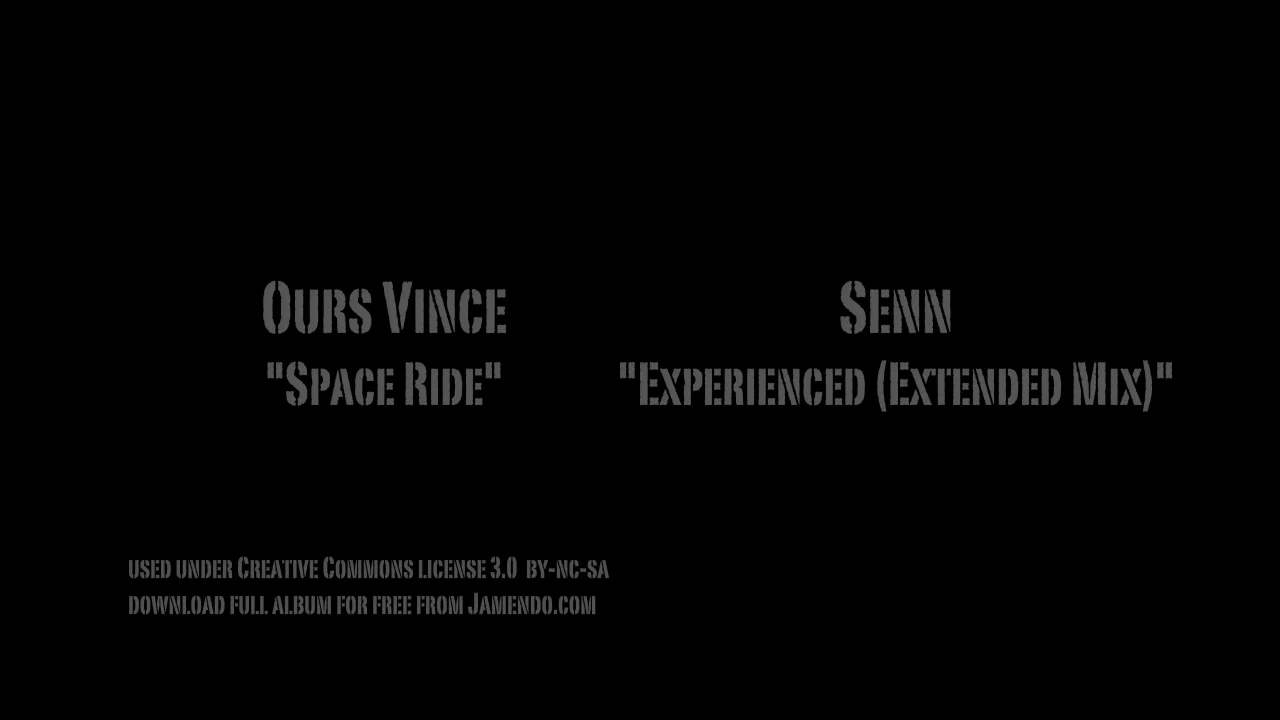 Ours Vince
"Space Ride"
Senn
"Experienced (Extended Mix)"
used under Creative Commons license 3.0 by-nc-sa
download full album for free from Jamendo.com